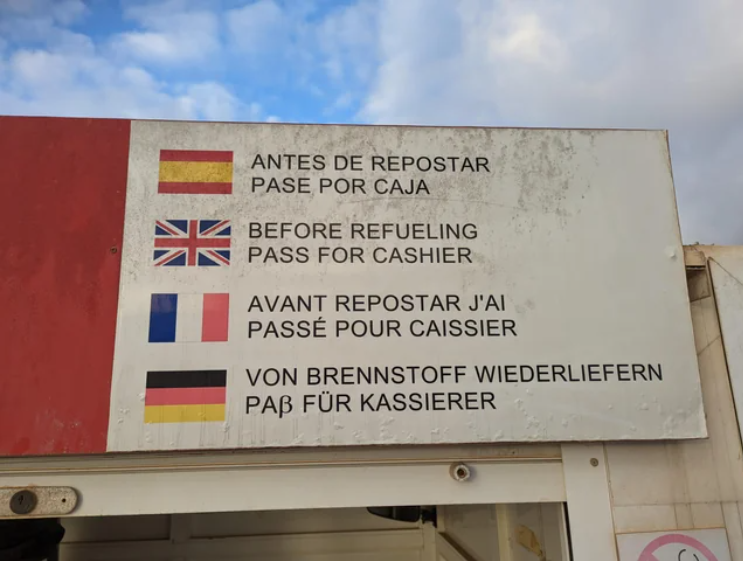 ANTES DE REPOSTAR
PASE POR CAJA
BEFORE REFUELING
PASS FOR CASHIER
AVANT REPOSTAR J'AI
PASSÉ POUR CAISSIER
VON BRENNSTOFF WIEDERLIEFERN
PAβ FÜR KASSIERER